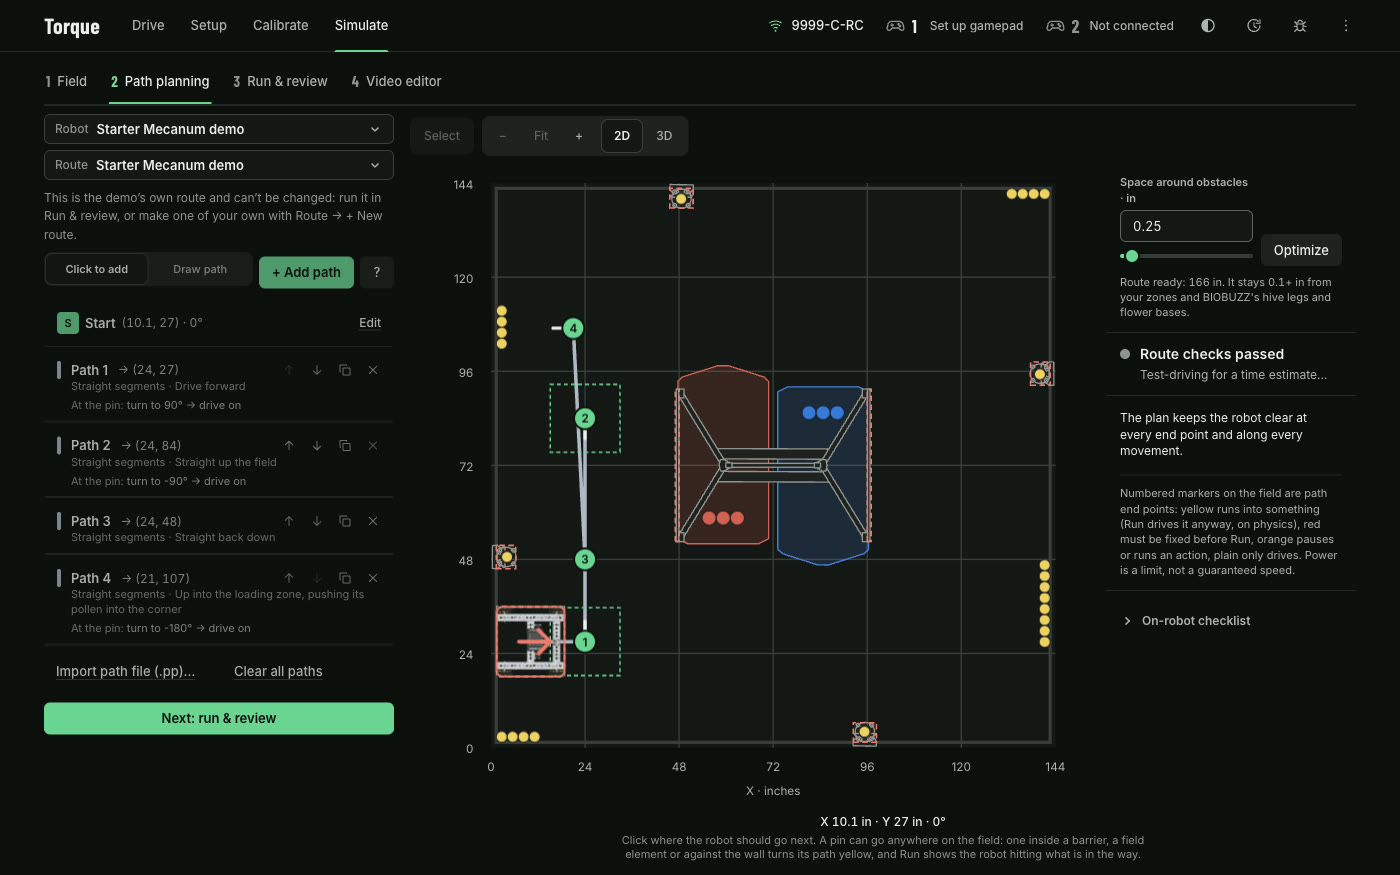 Torque
Drive
Setup
Calibrate
Simulate
9999-C-RC
1 Set up gamepad
2 Not connected
1 Field
2 Path planning
3 Run & review
4 Video editor
Robot Starter Mecanum demo
Route Starter Mecanum demo
This is the demo's own route and can't be changed: run it in
Run & review, or make one of your own with Route → + New
route.
Click to add
Draw path
+ Add path
?
S Start (10.1, 27) · 0°
Edit
Path 1 → (24, 27)
Straight segments · Drive forward
At the pin: turn to 90° → drive on
Path 2 → (24, 84)
Straight segments · Straight up the field
At the pin: turn to -90° → drive on
Path 3 → (24, 48)
Straight segments · Straight back down
Path 4 → (21, 107)
Straight segments · Up into the loading zone, pushing its
pollen into the corner
At the pin: turn to -180° → drive on
Import path file (.pp)...
Clear all paths
Next: run & review
Select
− Fit +
2D
3D
144
120
96
72
48
24
0
4
2
3
1
0
24
48
72
96
120
144
X · inches
X 10.1 in · Y 27 in · 0°
Click where the robot should go next. A pin can go anywhere on the field: one inside a barrier, a field
element or against the wall turns its path yellow, and Run shows the robot hitting what is in the way.
Space around obstacles
· in
0.25
Optimize
Route ready: 166 in. It stays 0.1+ in from
your zones and BIOBUZZ's hive legs and
flower bases.
Route checks passed
Test-driving for a time estimate...
The plan keeps the robot clear at
every end point and along every
movement.
Numbered markers on the field are path
end points: yellow runs into something
(Run drives it anyway, on physics), red
must be fixed before Run, orange pauses
or runs an action, plain only drives. Power
is a limit, not a guaranteed speed.
On-robot checklist